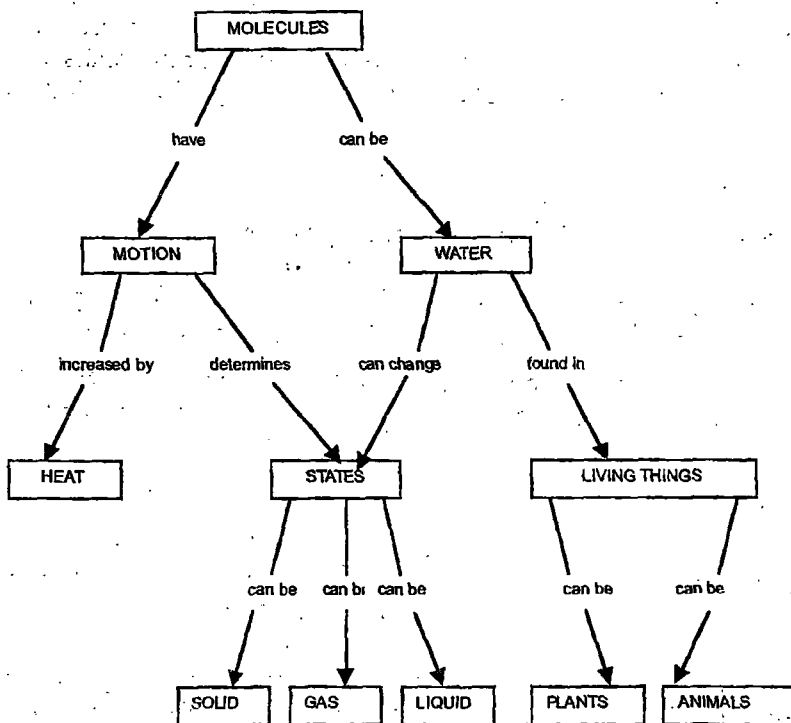 MOLECULES
have can be
MOTION WATER
increased by determines can change found in
HEAT STATES LIVING THINGS
can be can be can be can be can be
SOLID GAS LIQUID PLANTS ANIMALS